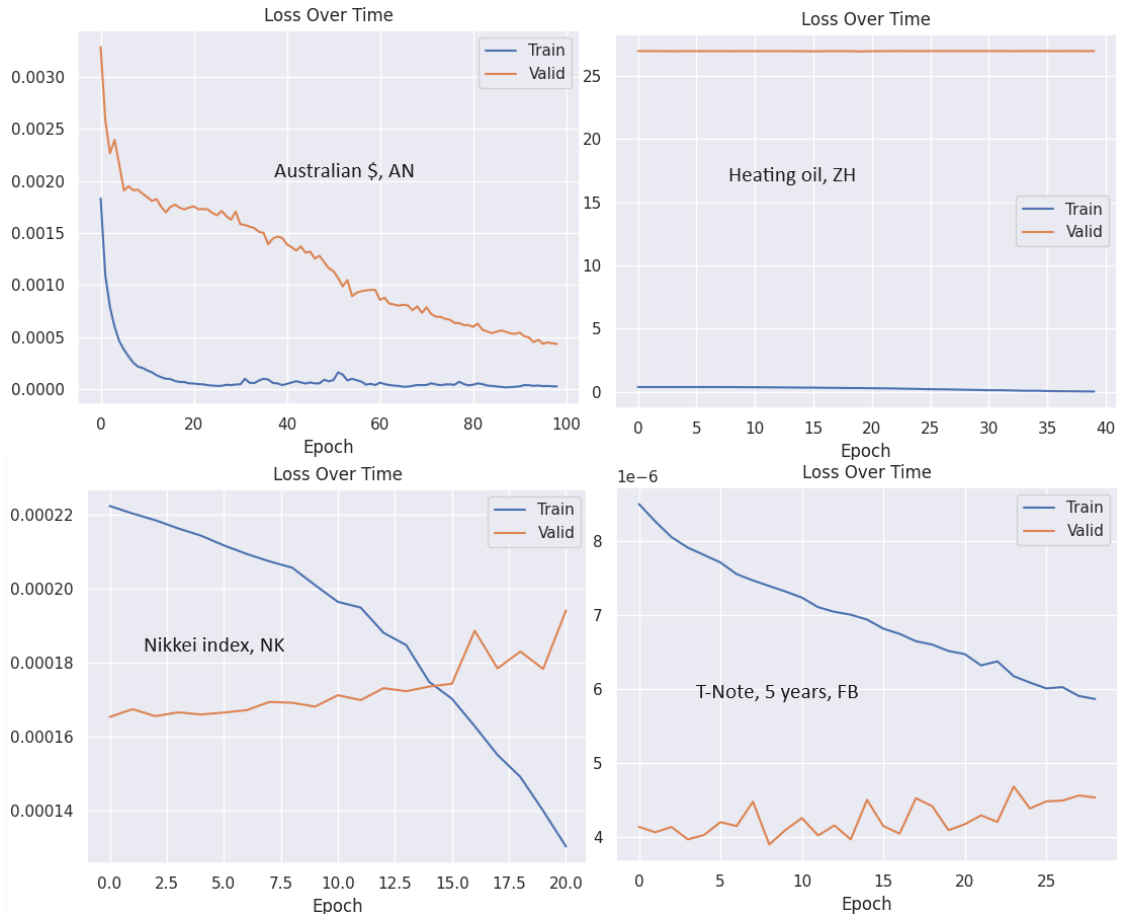 Loss Over Time
Train
Valid
0.0030
0.0025
0.0020
0.0015
0.0010
0.0005
0.0000
Australian $, AN
0 20 40 60 80 100
Epoch
Loss Over Time
25
20
15
10
5
0
Heating oil, ZH
Train
Valid
0 5 10 15 20 25 30 35 40
Epoch
Loss Over Time
Train
Valid
0.00022
0.00020
0.00018
0.00016
0.00014
Nikkei index, NK
0.0 2.5 5.0 7.5 10.0 12.5 15.0 17.5 20.0
Epoch
Loss Over Time
1e−6
Train
Valid
8
7
6
5
4
T-Note, 5 years, FB
0 5 10 15 20 25
Epoch